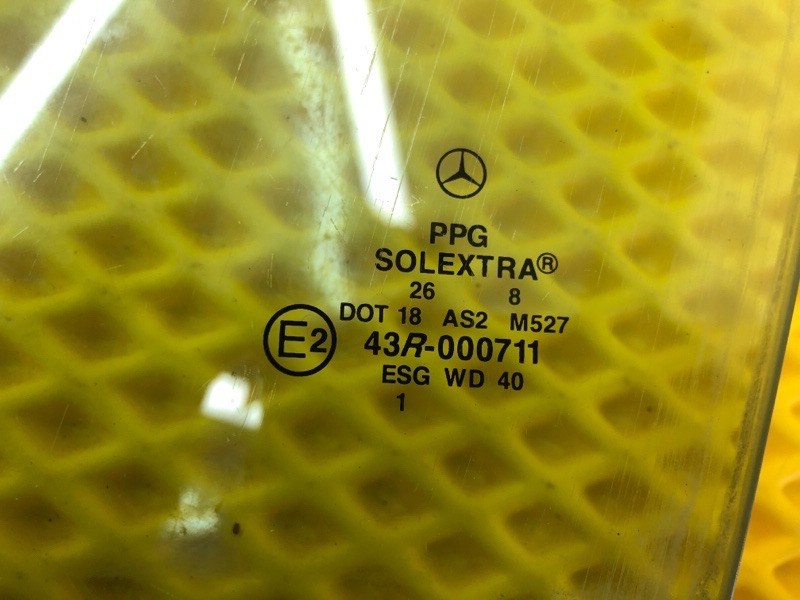 PPG
SOLEXTRA®
26 8
DOT 18 AS2 M527
E2 43R-000711
ESG WD 40
1